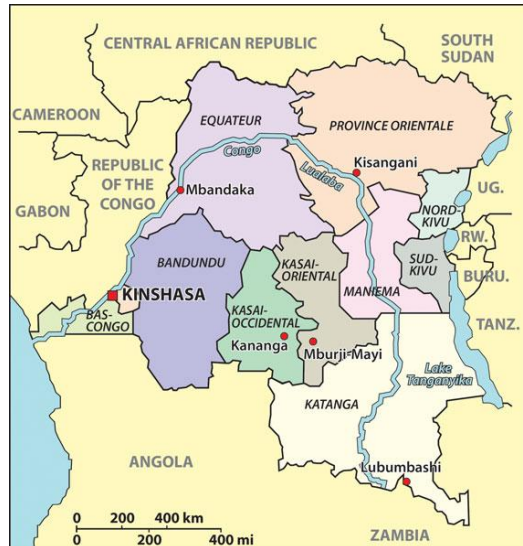 CENTRAL AFRICAN REPUBLIC
SOUTH
SUDAN
CAMEROON
EQUATEUR
PROVINCE ORIENTALE
Congo
Kisangani
REPUBLIC
OF THE
CONGO
Lualaba
Mbandaka
UG.
GABON
NORD-
KIVU
RW.
BANDUNDU
KASAI-
ORIENTAL
SUD-
KIVU
BURU.
KINSHASA
MANIEMA
BAS-
CONGO
KASAI-
OCCIDENTAL
TANZ.
Kananga
Mburji-Mayi
Lake
Tanganyika
KATANGA
ANGOLA
Lubumbashi
0 200 400 km
0 200 400 mi
ZAMBIA